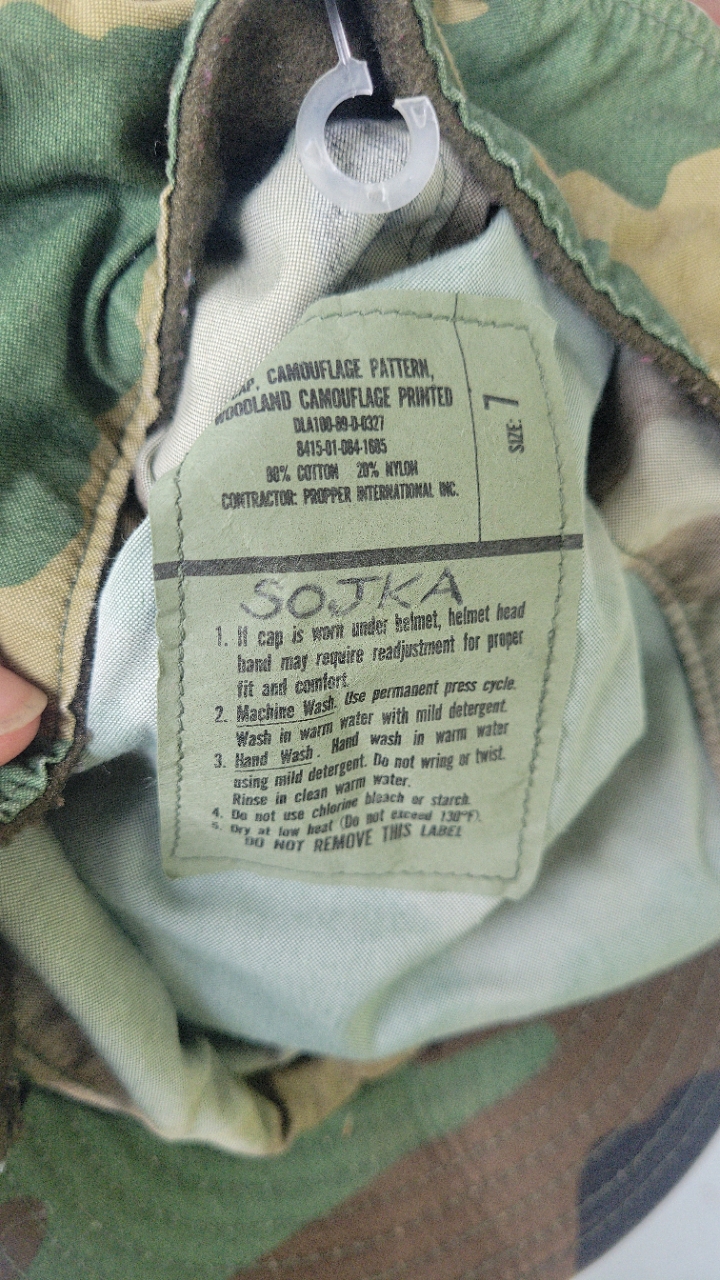 CAMOUFLAGE PATTERN,
WOODLAND CAMOUFLAGE PRINTED
DLA100-89-D-0327
8415-01-084-1685
80% COTTON 20% NYLON
CONTRACTOR: PROPPER INTERNATIONAL INC.
SIZE: 7
SOJKA
1. If cap is worn under helmet, helmet head
band may require readjustment for proper
fit and comfort.
2. Machine Wash. Use permanent press cycle.
Wash in warm water with mild detergent.
3. Hand Wash. Hand wash in warm water
using mild detergent. Do not wring or twist.
Rinse in clean warm water.
4. Do not use chlorine bleach or starch.
5. Dry at low heat (Do not exceed 130°F).
DO NOT REMOVE THIS LABEL